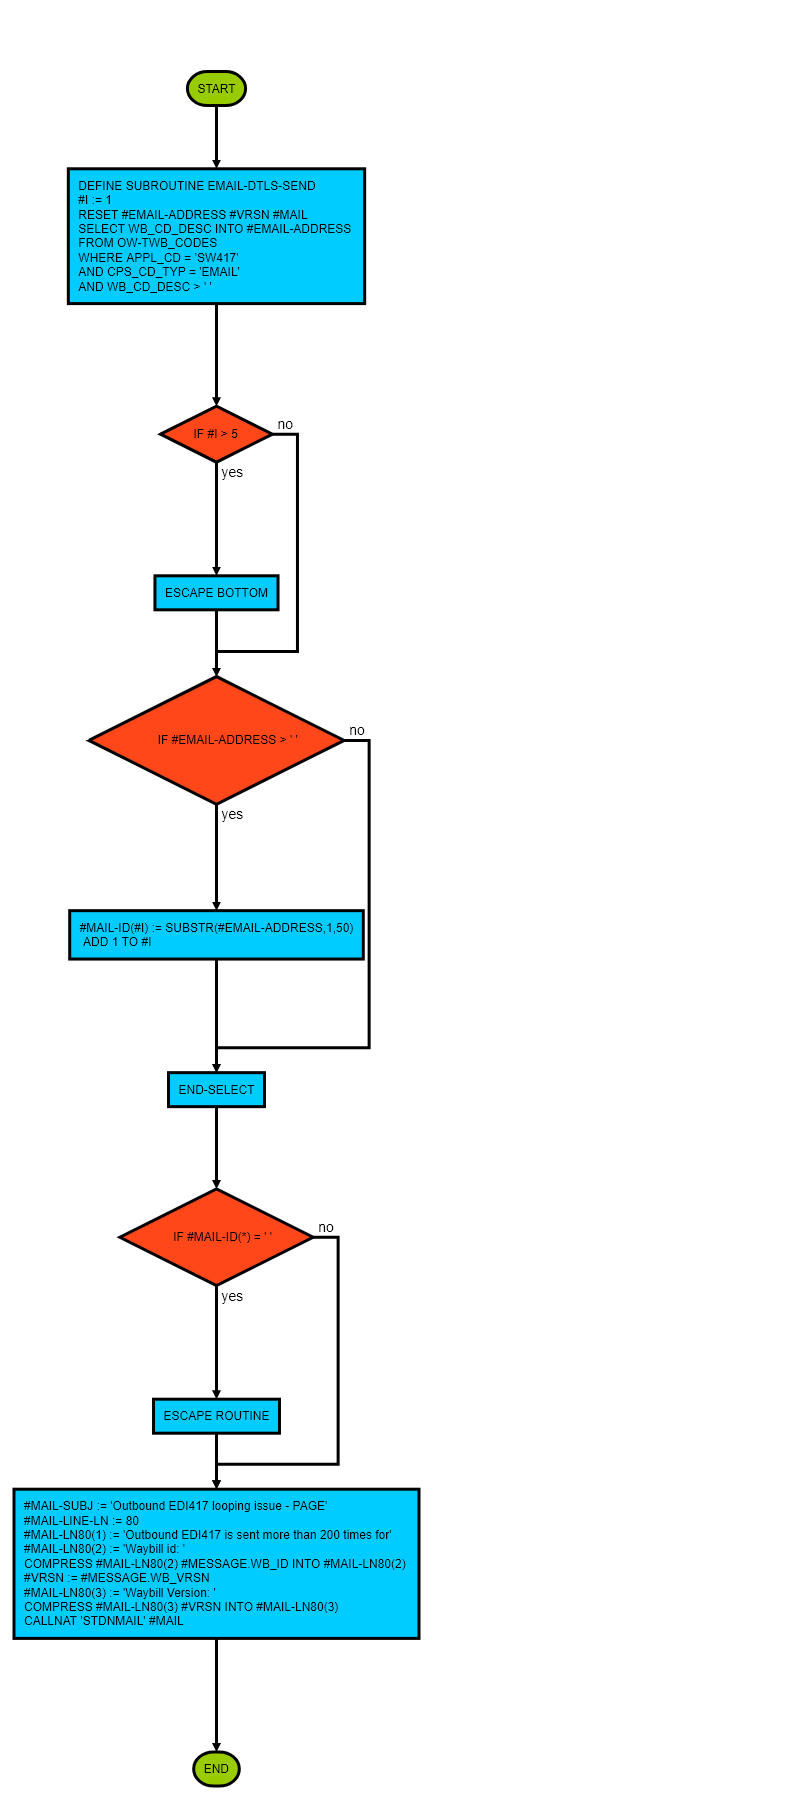 START
DEFINE SUBROUTINE EMAIL-DTLS-SEND
#I := 1
RESET #EMAIL-ADDRESS #VRSN #MAIL
SELECT WB_CD_DESC INTO #EMAIL-ADDRESS
FROM OW-TWB_CODES
WHERE APPL_CD = 'SW417'
AND CPS_CD_TYP = 'EMAIL'
AND WB_CD_DESC > ' '
IF #I > 5
no
yes
ESCAPE BOTTOM
IF #EMAIL-ADDRESS > ' '
no
yes
#MAIL-ID(#I) := SUBSTR(#EMAIL-ADDRESS,1,50)
ADD 1 TO #I
END-SELECT
IF #MAIL-ID(*) = ' '
no
yes
ESCAPE ROUTINE
#MAIL-SUBJ := 'Outbound EDI417 looping issue - PAGE'
#MAIL-LINE-LN := 80
#MAIL-LN80(1) := 'Outbound EDI417 is sent more than 200 times for'
#MAIL-LN80(2) := 'Waybill id: '
COMPRESS #MAIL-LN80(2) #MESSAGE.WB_ID INTO #MAIL-LN80(2)
#VRSN := #MESSAGE.WB_VRSN
#MAIL-LN80(3) := 'Waybill Version: '
COMPRESS #MAIL-LN80(3) #VRSN INTO #MAIL-LN80(3)
CALLNAT 'STDNMAIL' #MAIL
END